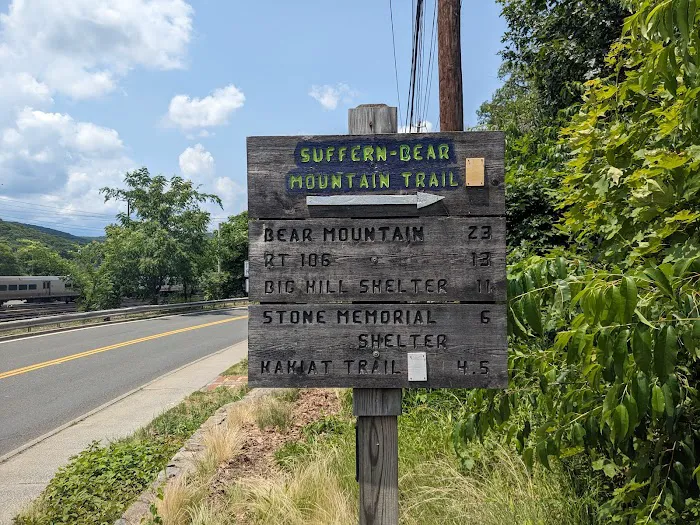 SUFFERN-BEAR
MOUNTAIN TRAIL
BEAR MOUNTAIN 23
RT 106 13
BIG HILL SHELTER 11
STONE MEMORIAL 6
SHELTER
KAKIAT TRAIL 4.5